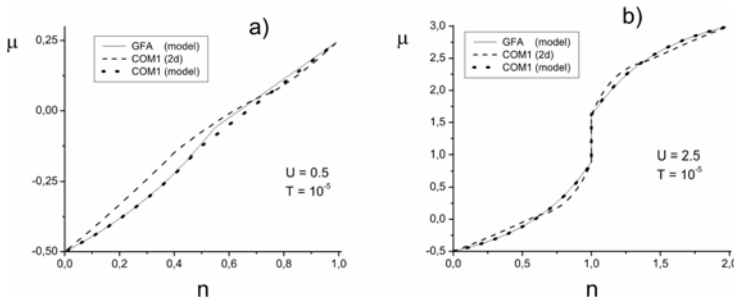 a)
μ
GFA (model)
COM1 (2d)
COM1 (model)
0,25
0,00
-0,25
-0,50
U = 0.5
T = 10⁻⁵
0,0 0,2 0,4 0,6 0,8 1,0
n
b)
μ
GFA (model)
COM1 (2d)
COM1 (model)
3,0
2,5
2,0
1,5
1,0
0,5
0,0
-0,5
U = 2.5
T = 10⁻⁵
0,0 0,5 1,0 1,5 2,0
n